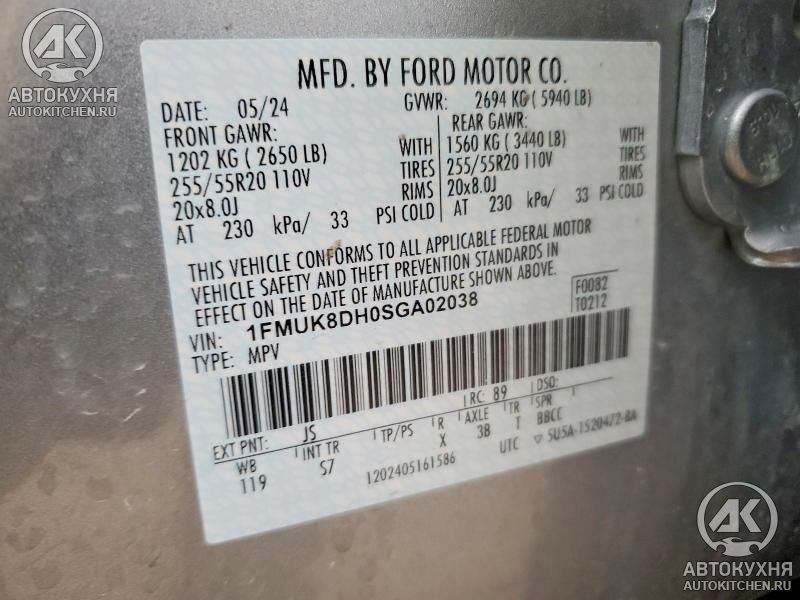 АК
АВТОКУХНЯ
AUTOKITCHEN.RU
MFD. BY FORD MOTOR CO.
DATE: 05/24 GVWR: 2694 KG ( 5940 LB)
FRONT GAWR: REAR GAWR:
1202 KG ( 2650 LB) WITH 1560 KG ( 3440 LB) WITH
255/55R20 110V TIRES 255/55R20 110V TIRES
20x8.0J RIMS 20x8.0J RIMS
AT 230 kPa/ 33 PSI COLD AT 230 kPa/ 33 PSI COLD
THIS VEHICLE CONFORMS TO ALL APPLICABLE FEDERAL MOTOR
VEHICLE SAFETY AND THEFT PREVENTION STANDARDS IN
EFFECT ON THE DATE OF MANUFACTURE SHOWN ABOVE.
VIN: 1FMUK8DH0SGA02038 F0082
TYPE: MPV T0212
RC: 89 DSO:
EXT PNT: JS
WB INT TR TP/PS R AXLE TR SPR
119 S7 X 3B T BBCC
1202405161586 UTC ▽ 5U5A-1520472-BA
АК
АВТОКУХНЯ
AUTOKITCHEN.RU